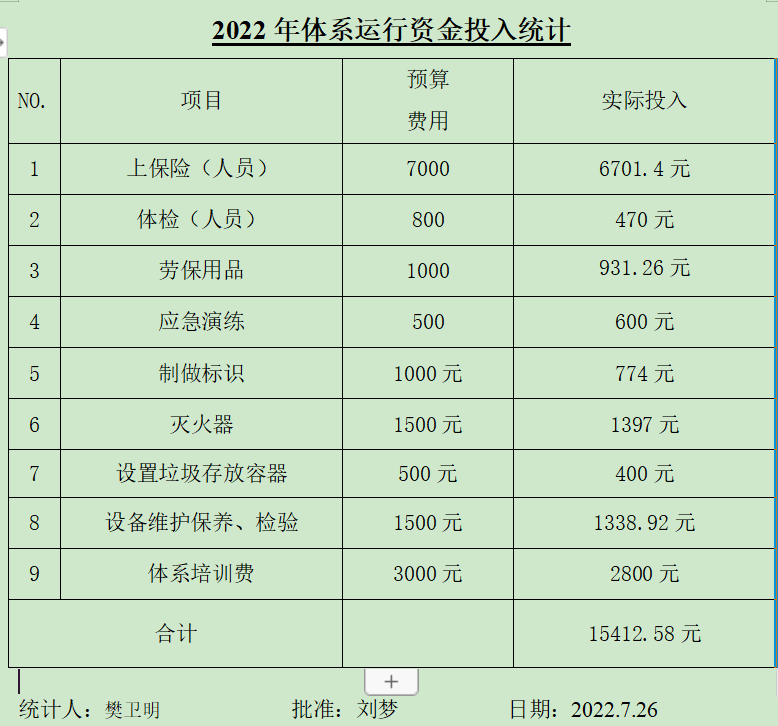 2022 年体系运行资金投入统计
NO. 项目 预算费用 实际投入
1 上保险（人员） 7000 6701.4 元
2 体检（人员） 800 470 元
3 劳保用品 1000 931.26 元
4 应急演练 500 600 元
5 制做标识 1000 元 774 元
6 灭火器 1500 元 1397 元
7 设置垃圾存放容器 500 元 400 元
8 设备维护保养、检验 1500 元 1338.92 元
9 体系培训费 3000 元 2800 元
合计 15412.58 元
统计人：樊卫明 批准：刘梦 日期：2022.7.26